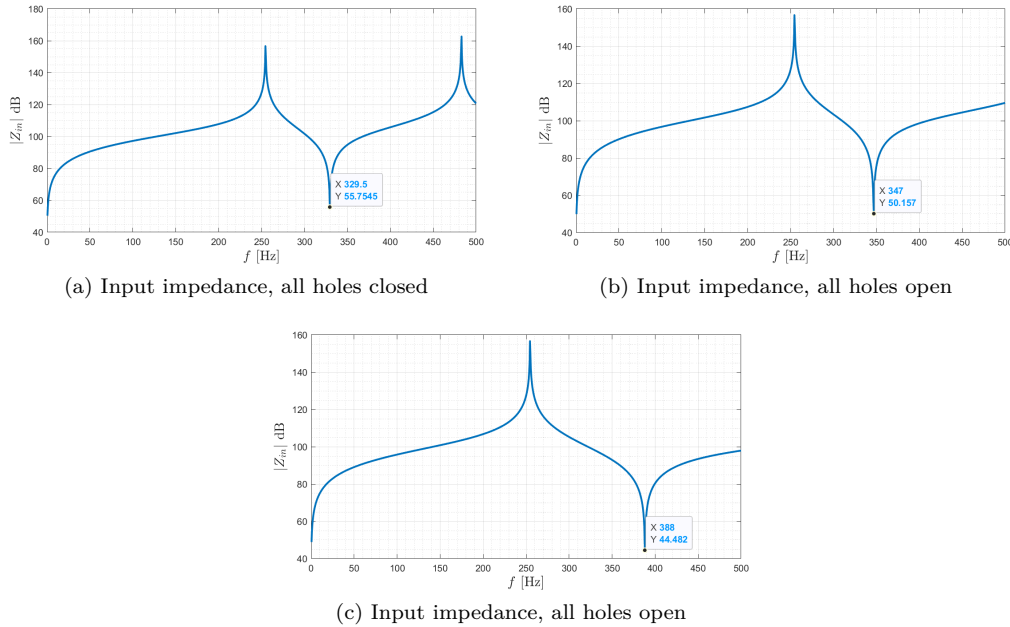 180
160
140
120
100
80
60
40
|Z_in| dB
X 329.5
Y 55.7545
0 50 100 150 200 250 300 350 400 450 500
f [Hz]
(a) Input impedance, all holes closed
160
140
120
100
80
60
40
|Z_in| dB
X 347
Y 50.157
0 50 100 150 200 250 300 350 400 450 500
f [Hz]
(b) Input impedance, all holes open
160
140
120
100
80
60
40
|Z_in| dB
X 388
Y 44.482
0 50 100 150 200 250 300 350 400 450 500
f [Hz]
(c) Input impedance, all holes open